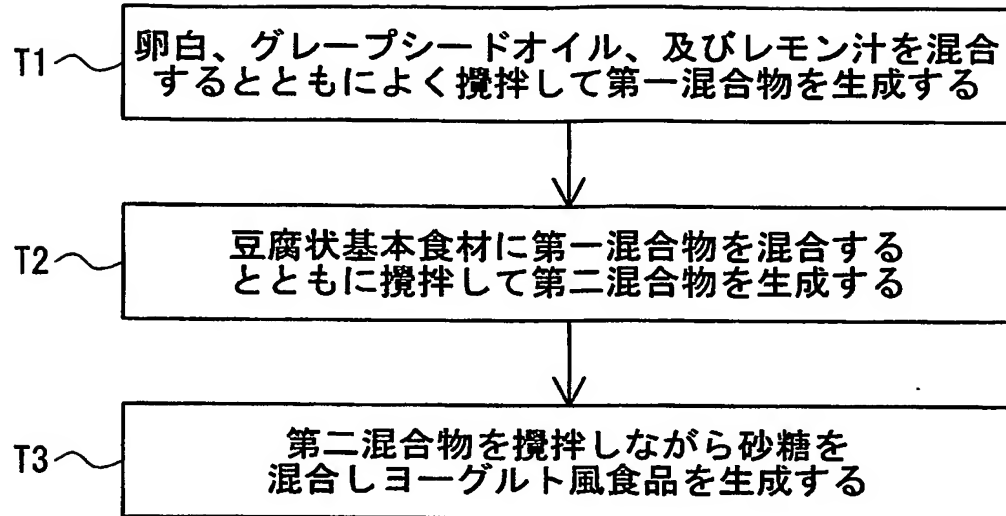 T1
卵白、グレープシードオイル、及びレモン汁を混合
するとともによく攪拌して第一混合物を生成する
T2
豆腐状基本食材に第一混合物を混合する
とともに攪拌して第二混合物を生成する
T3
第二混合物を攪拌しながら砂糖を
混合しヨーグルト風食品を生成する